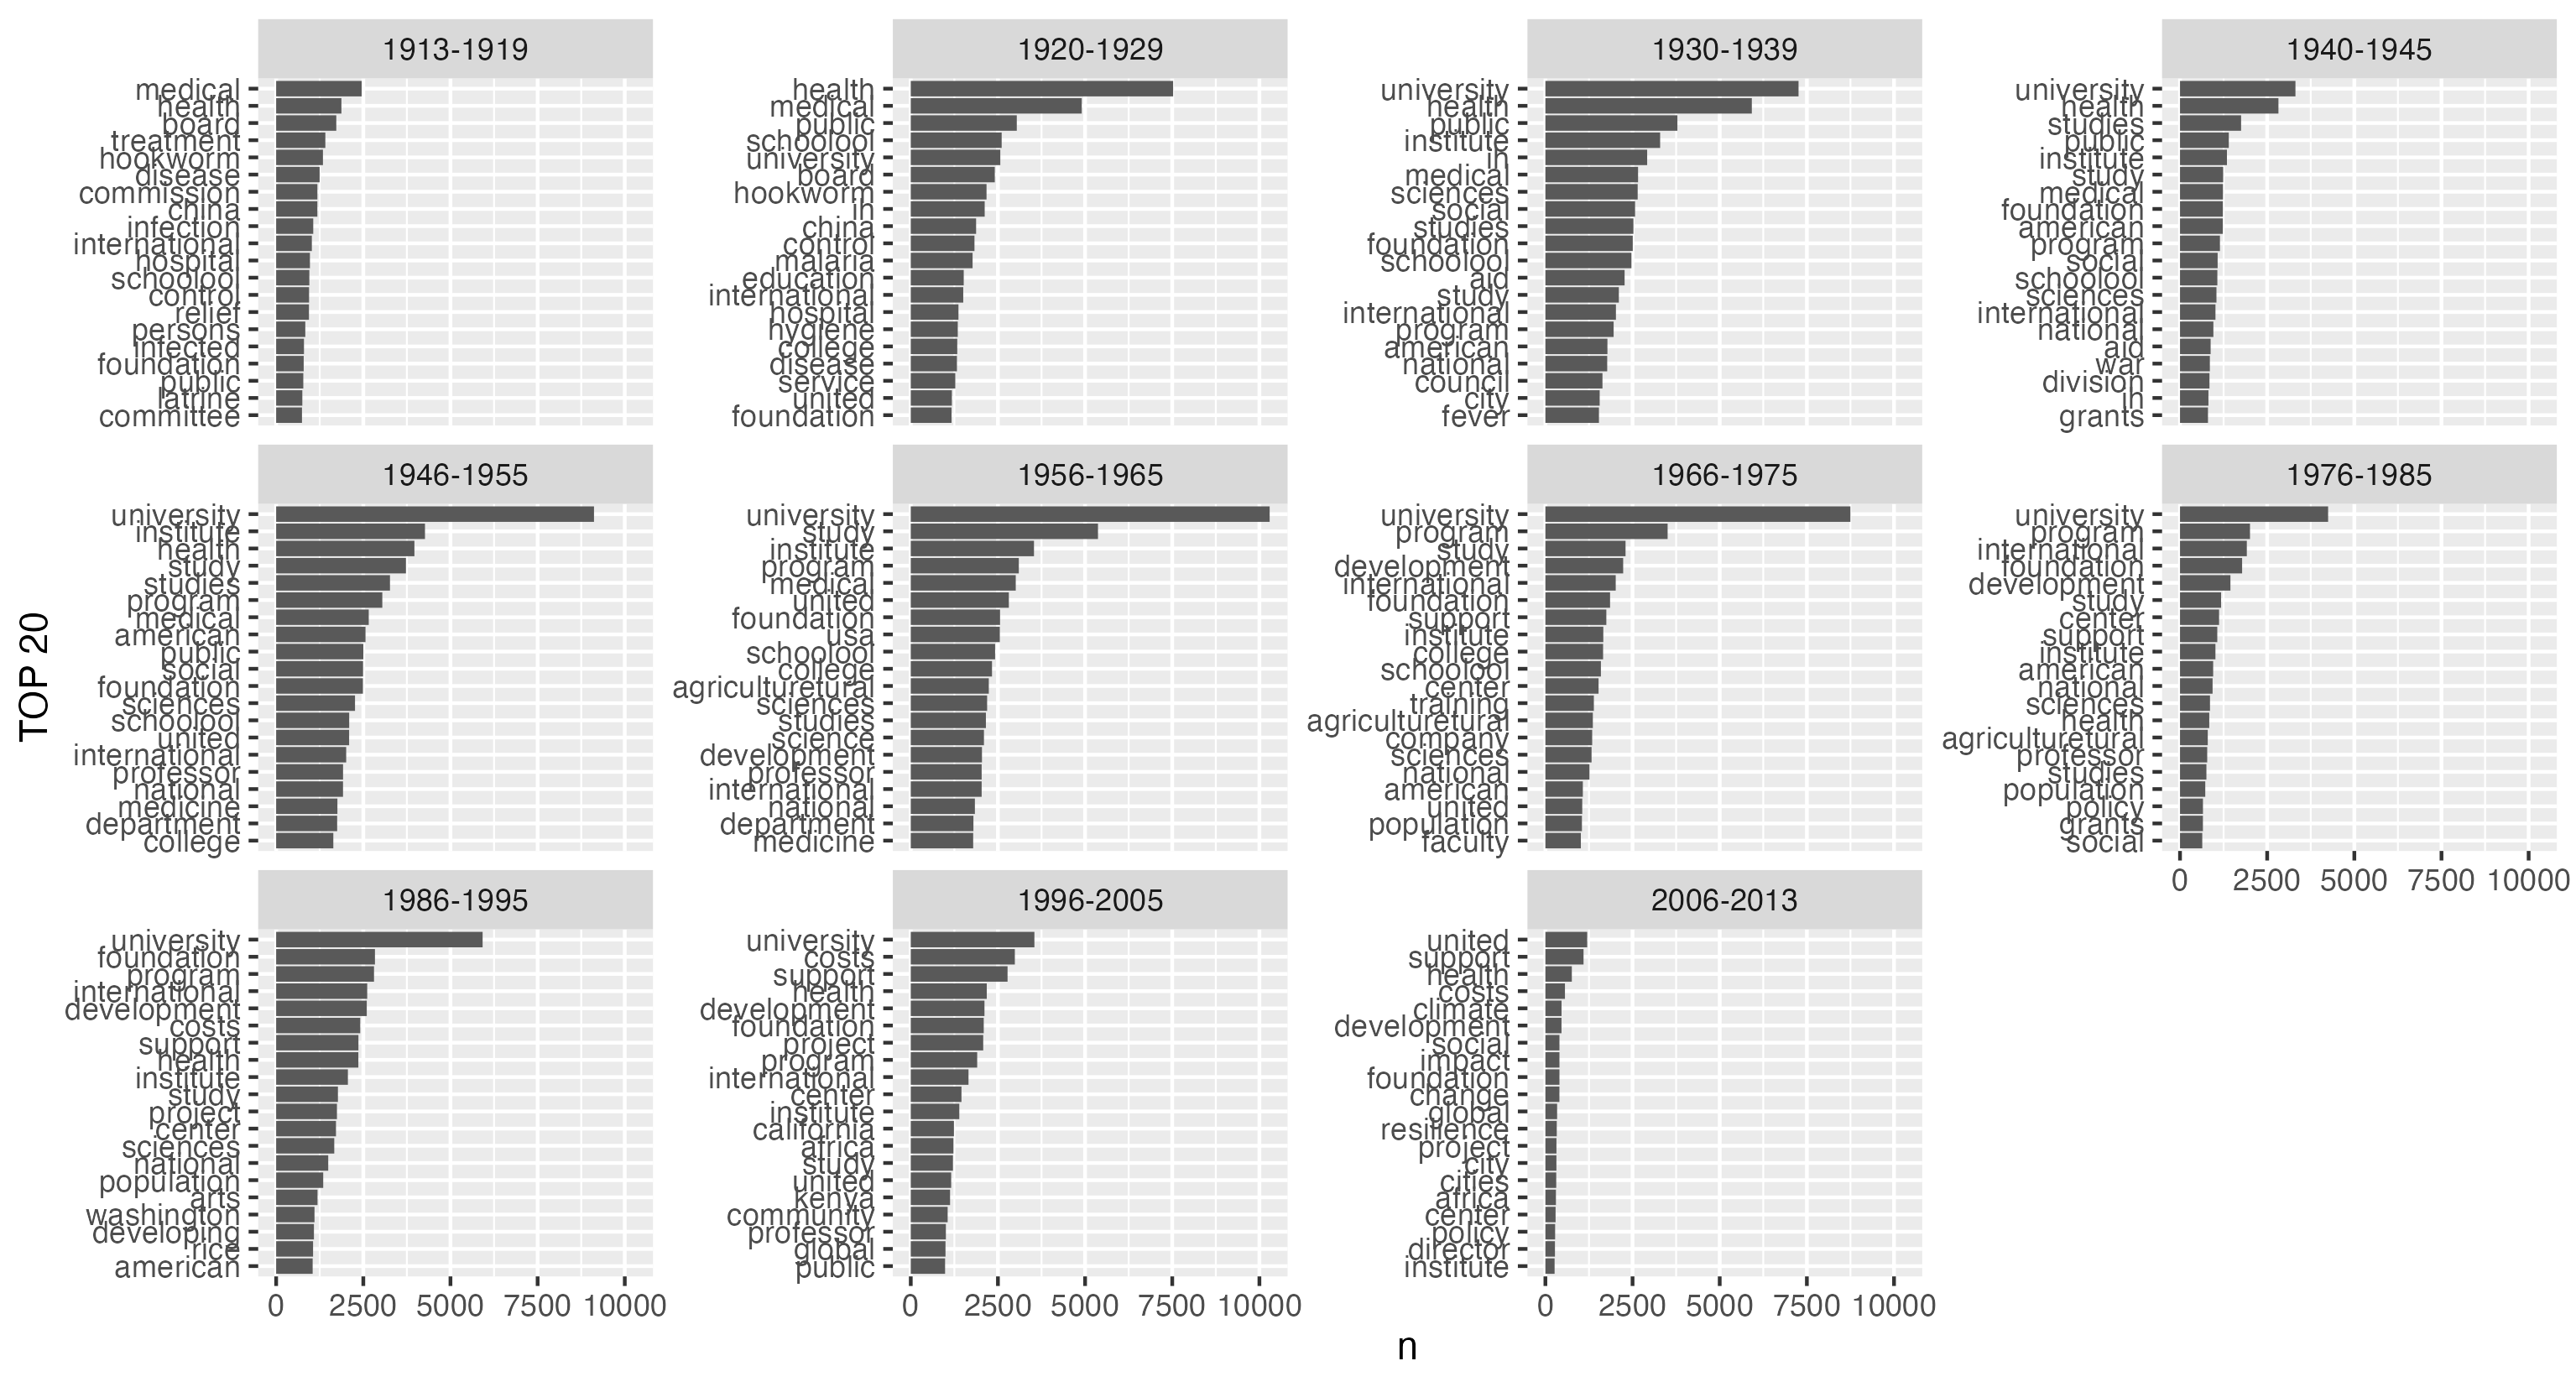 1913-1919
medical
health
board
treatment
hookworm
disease
commission
china
infection
international
hospital
schoolool
control
relief
persons
infected
foundation
public
latrine
committee
1920-1929
health
medical
public
schoolool
university
board
hookworm
ih
china
control
malaria
education
international
hospital
hygiene
college
disease
service
united
foundation
1930-1939
university
health
public
institute
ih
medical
sciences
social
studies
foundation
schoolool
aid
study
international
program
american
national
council
city
fever
1940-1945
university
health
studies
public
institute
study
medical
foundation
american
program
social
schoolool
sciences
international
national
aid
war
division
ih
grants
TOP 20
1946-1955
university
institute
health
study
studies
program
medical
american
public
social
foundation
sciences
schoolool
united
international
professor
national
medicine
department
college
1956-1965
university
study
institute
program
medical
united
foundation
usa
schoolool
college
agriculturetural
sciences
studies
science
development
professor
international
national
department
medicine
1966-1975
university
program
study
development
international
foundation
support
institute
college
schoolool
center
training
agriculturetural
company
sciences
national
american
united
population
faculty
1976-1985
university
program
international
foundation
development
study
center
support
institute
american
national
sciences
health
agriculturetural
professor
studies
population
policy
grants
social
0 2500 5000 7500 10000
1986-1995
university
foundation
program
international
development
costs
support
health
institute
study
project
center
sciences
national
population
arts
washington
developing
rice
american
0 2500 5000 7500 10000
1996-2005
university
costs
support
health
development
foundation
project
program
international
center
institute
california
africa
study
united
kenya
community
professor
global
public
0 2500 5000 7500 10000
2006-2013
united
support
health
costs
climate
development
social
impact
foundation
change
global
resilience
project
city
cities
africa
center
policy
director
institute
0 2500 5000 7500 10000
n